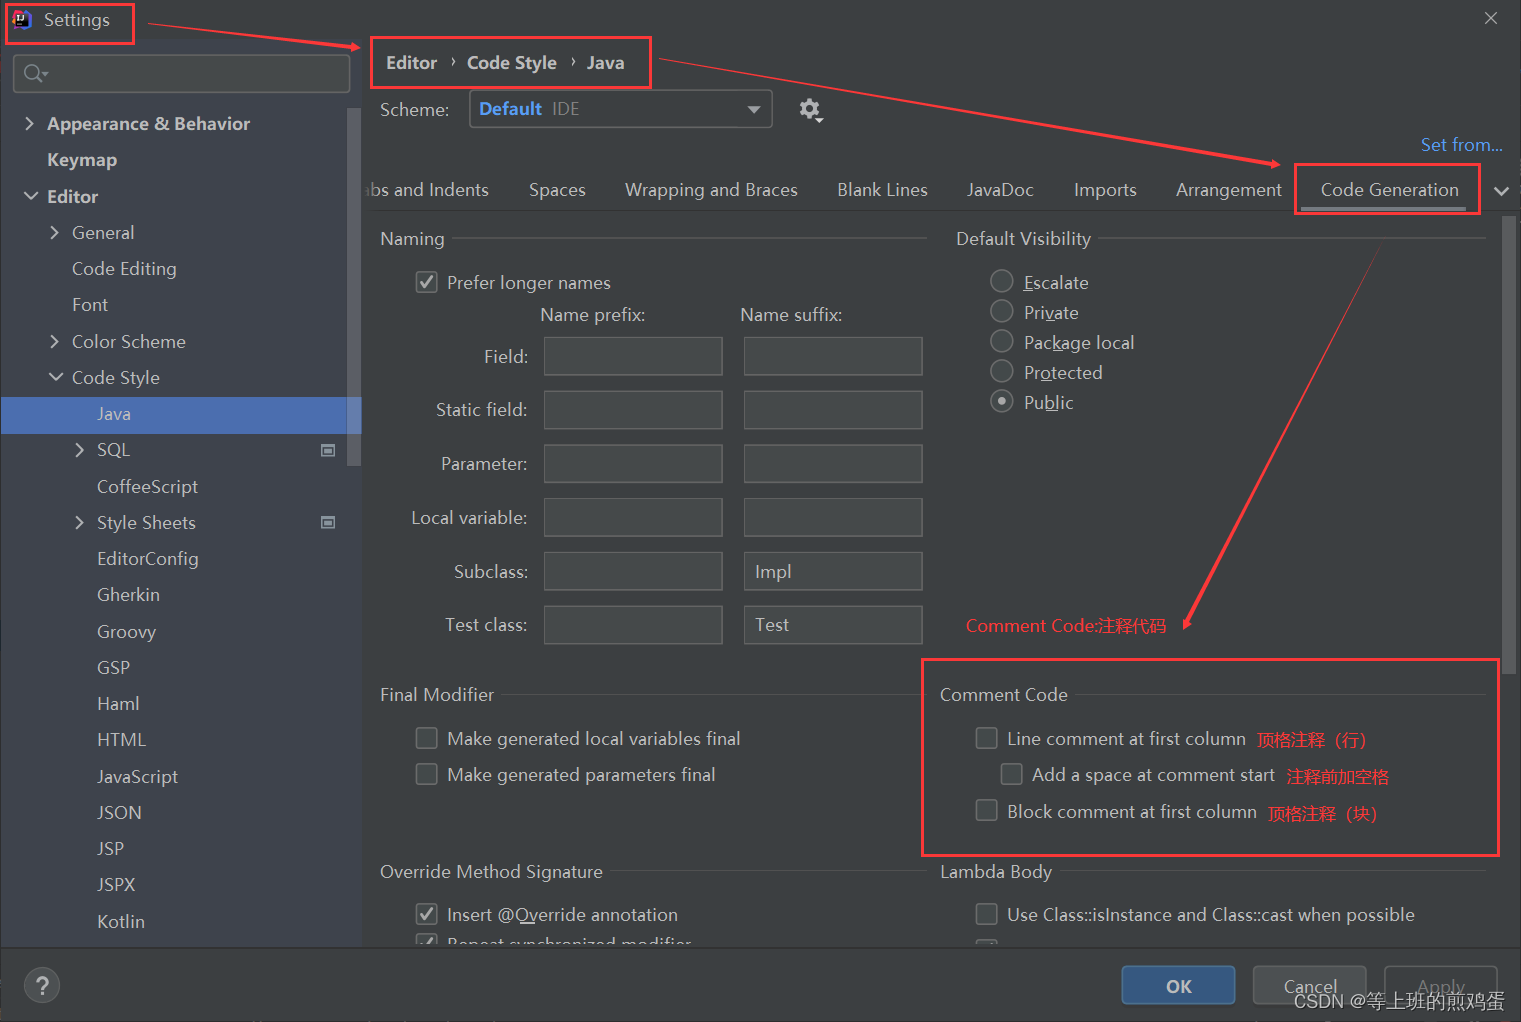 Settings
Editor › Code Style › Java
Scheme: Default IDE
Set from...
abs and Indents Spaces Wrapping and Braces Blank Lines JavaDoc Imports Arrangement Code Generation
Appearance & Behavior
Keymap
Editor
General
Code Editing
Font
Color Scheme
Code Style
Java
SQL
CoffeeScript
Style Sheets
EditorConfig
Gherkin
Groovy
GSP
Haml
HTML
JavaScript
JSON
JSP
JSPX
Kotlin
Naming
Prefer longer names
Name prefix: Name suffix:
Field:
Static field:
Parameter:
Local variable:
Subclass: Impl
Test class: Test
Default Visibility
Escalate
Private
Package local
Protected
Public
Comment Code:注释代码
Final Modifier
Make generated local variables final
Make generated parameters final
Comment Code
Line comment at first column 顶格注释（行）
Add a space at comment start 注释前加空格
Block comment at first column 顶格注释（块）
Override Method Signature
Insert @Override annotation
Repeat synchronized modifier
Lambda Body
Use Class::isInstance and Class::cast when possible
?
OK Cancel Apply
CSDN @等上班的煎鸡蛋